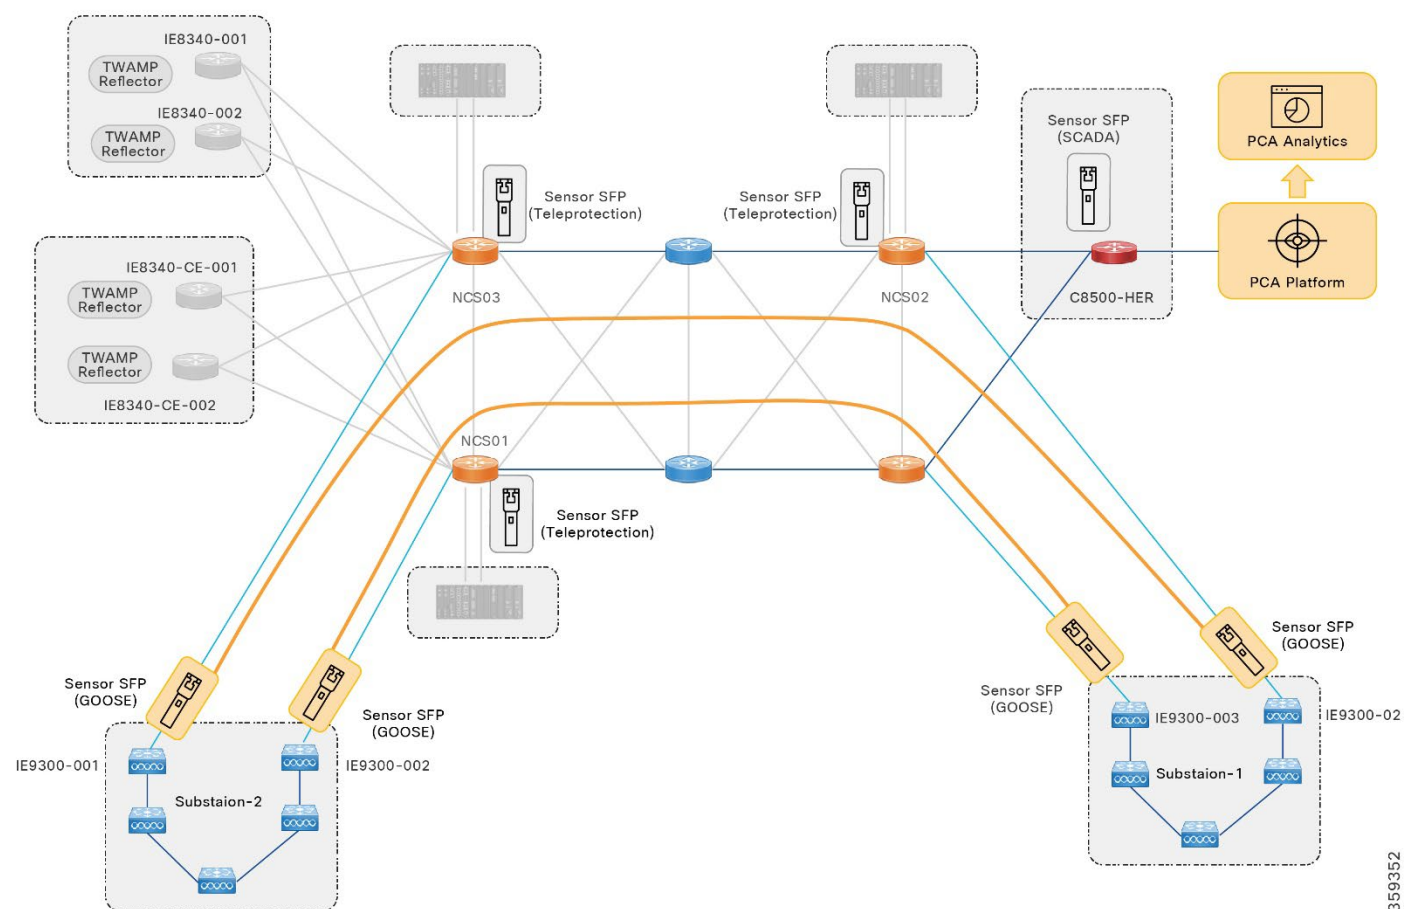 IE8340-001
TWAMP
Reflector
IE8340-002
TWAMP
Reflector
IE8340-CE-001
TWAMP
Reflector
TWAMP
Reflector
IE8340-CE-002
Sensor SFP
(Teleprotection)
NCS03
Sensor SFP
(Teleprotection)
NCS02
Sensor SFP
(SCADA)
C8500-HER
PCA Analytics
PCA Platform
NCS01
Sensor SFP
(Teleprotection)
Sensor SFP
(GOOSE)
Sensor SFP
(GOOSE)
IE9300-001
IE9300-002
Substaion-2
Sensor SFP
(GOOSE)
Sensor SFP
(GOOSE)
IE9300-003
IE9300-02
Substaion-1
359352